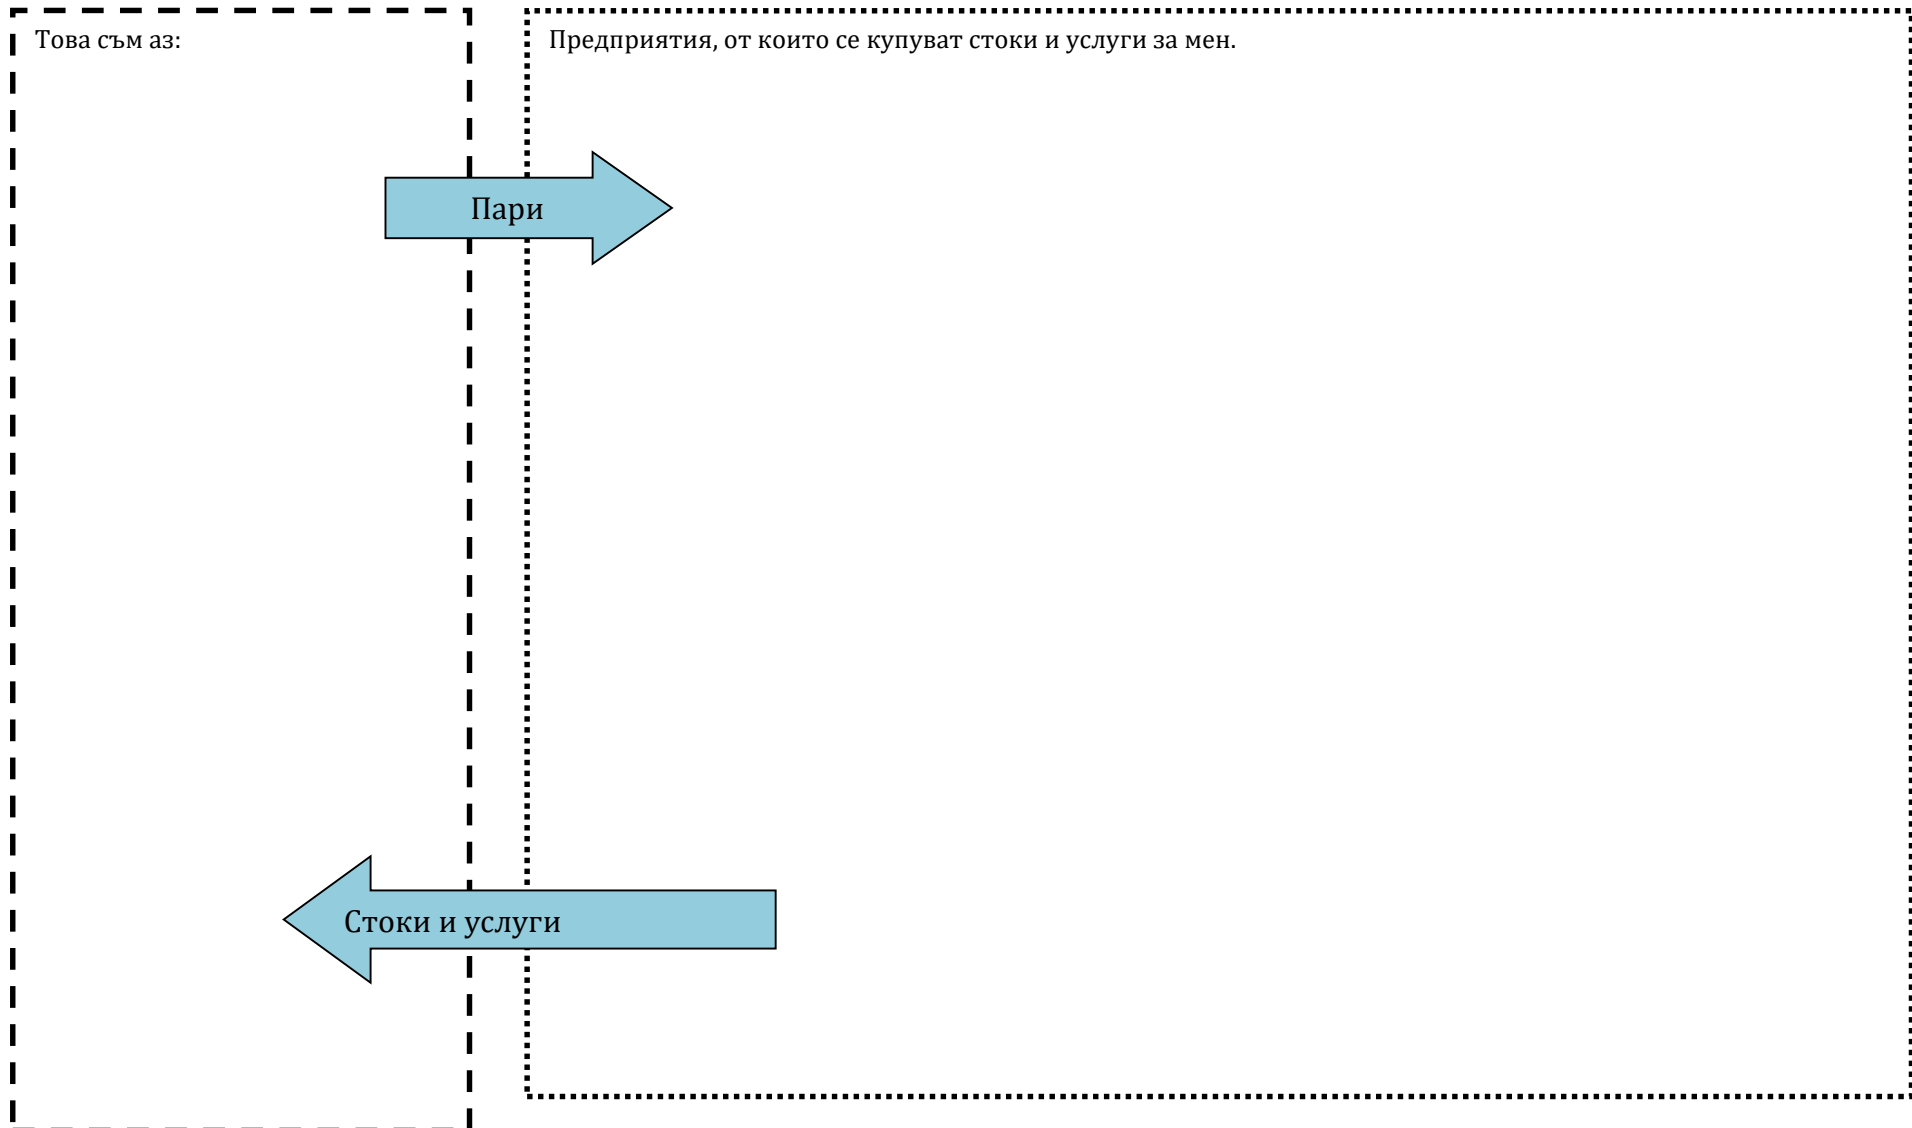 Това съм аз:
Предприятия, от които се купуват стоки и услуги за мен.
Пари
Стоки и услуги